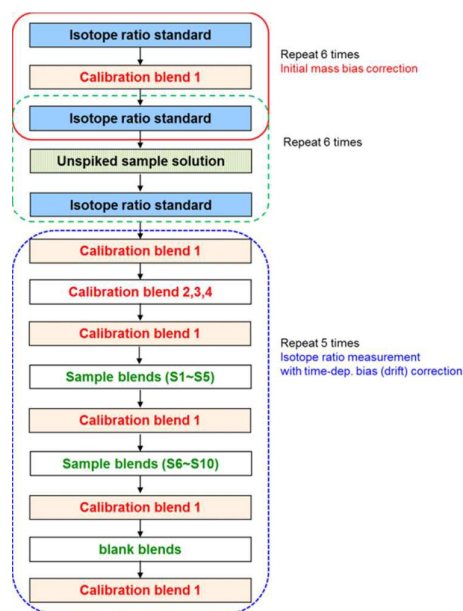 Isotope ratio standard
Repeat 6 times
Initial mass bias correction
Calibration blend 1
Isotope ratio standard
Repeat 6 times
Unspiked sample solution
Isotope ratio standard
Calibration blend 1
Calibration blend 2,3,4
Calibration blend 1
Repeat 5 times
Isotope ratio measurement
with time-dep. bias (drift) correction
Sample blends (S1~S5)
Calibration blend 1
Sample blends (S6~S10)
Calibration blend 1
blank blends
Calibration blend 1